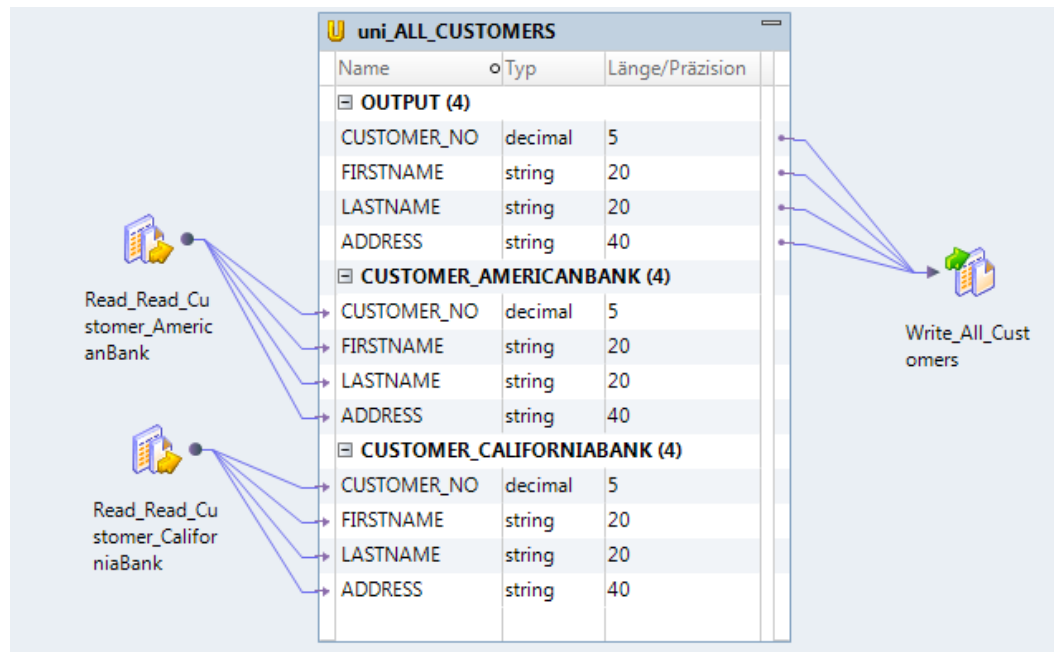 U uni_ALL_CUSTOMERS
Name Typ Länge/Präzision
OUTPUT (4)
CUSTOMER_NO decimal 5
FIRSTNAME string 20
LASTNAME string 20
ADDRESS string 40
CUSTOMER_AMERICANBANK (4)
CUSTOMER_NO decimal 5
FIRSTNAME string 20
LASTNAME string 20
ADDRESS string 40
CUSTOMER_CALIFORNIABANK (4)
CUSTOMER_NO decimal 5
FIRSTNAME string 20
LASTNAME string 20
ADDRESS string 40
Read_Read_Cu
stomer_Americ
anBank
Read_Read_Cu
stomer_Califor
niaBank
Write_All_Cust
omers